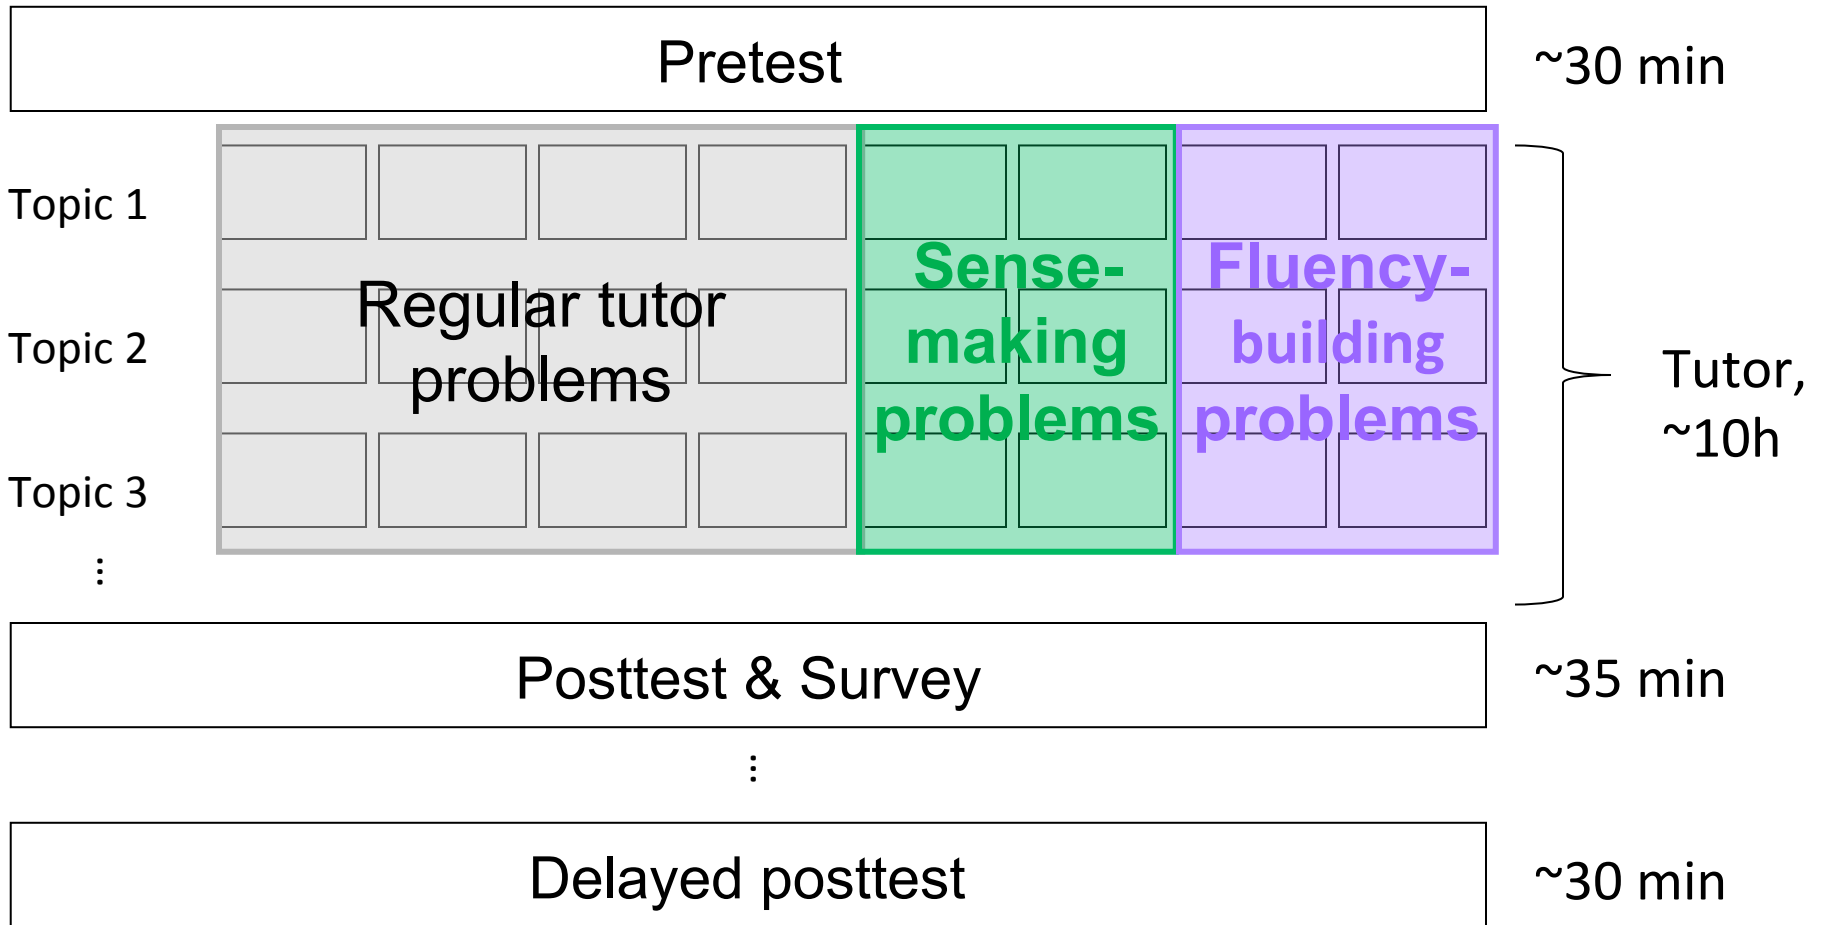 Pretest
~30 min
Topic 1
Topic 2
Topic 3
⋮
Regular tutor
problems
Sense-
making
problems
Fluency-
building
problems
Tutor,
~10h
Posttest & Survey
~35 min
⋮
Delayed posttest
~30 min